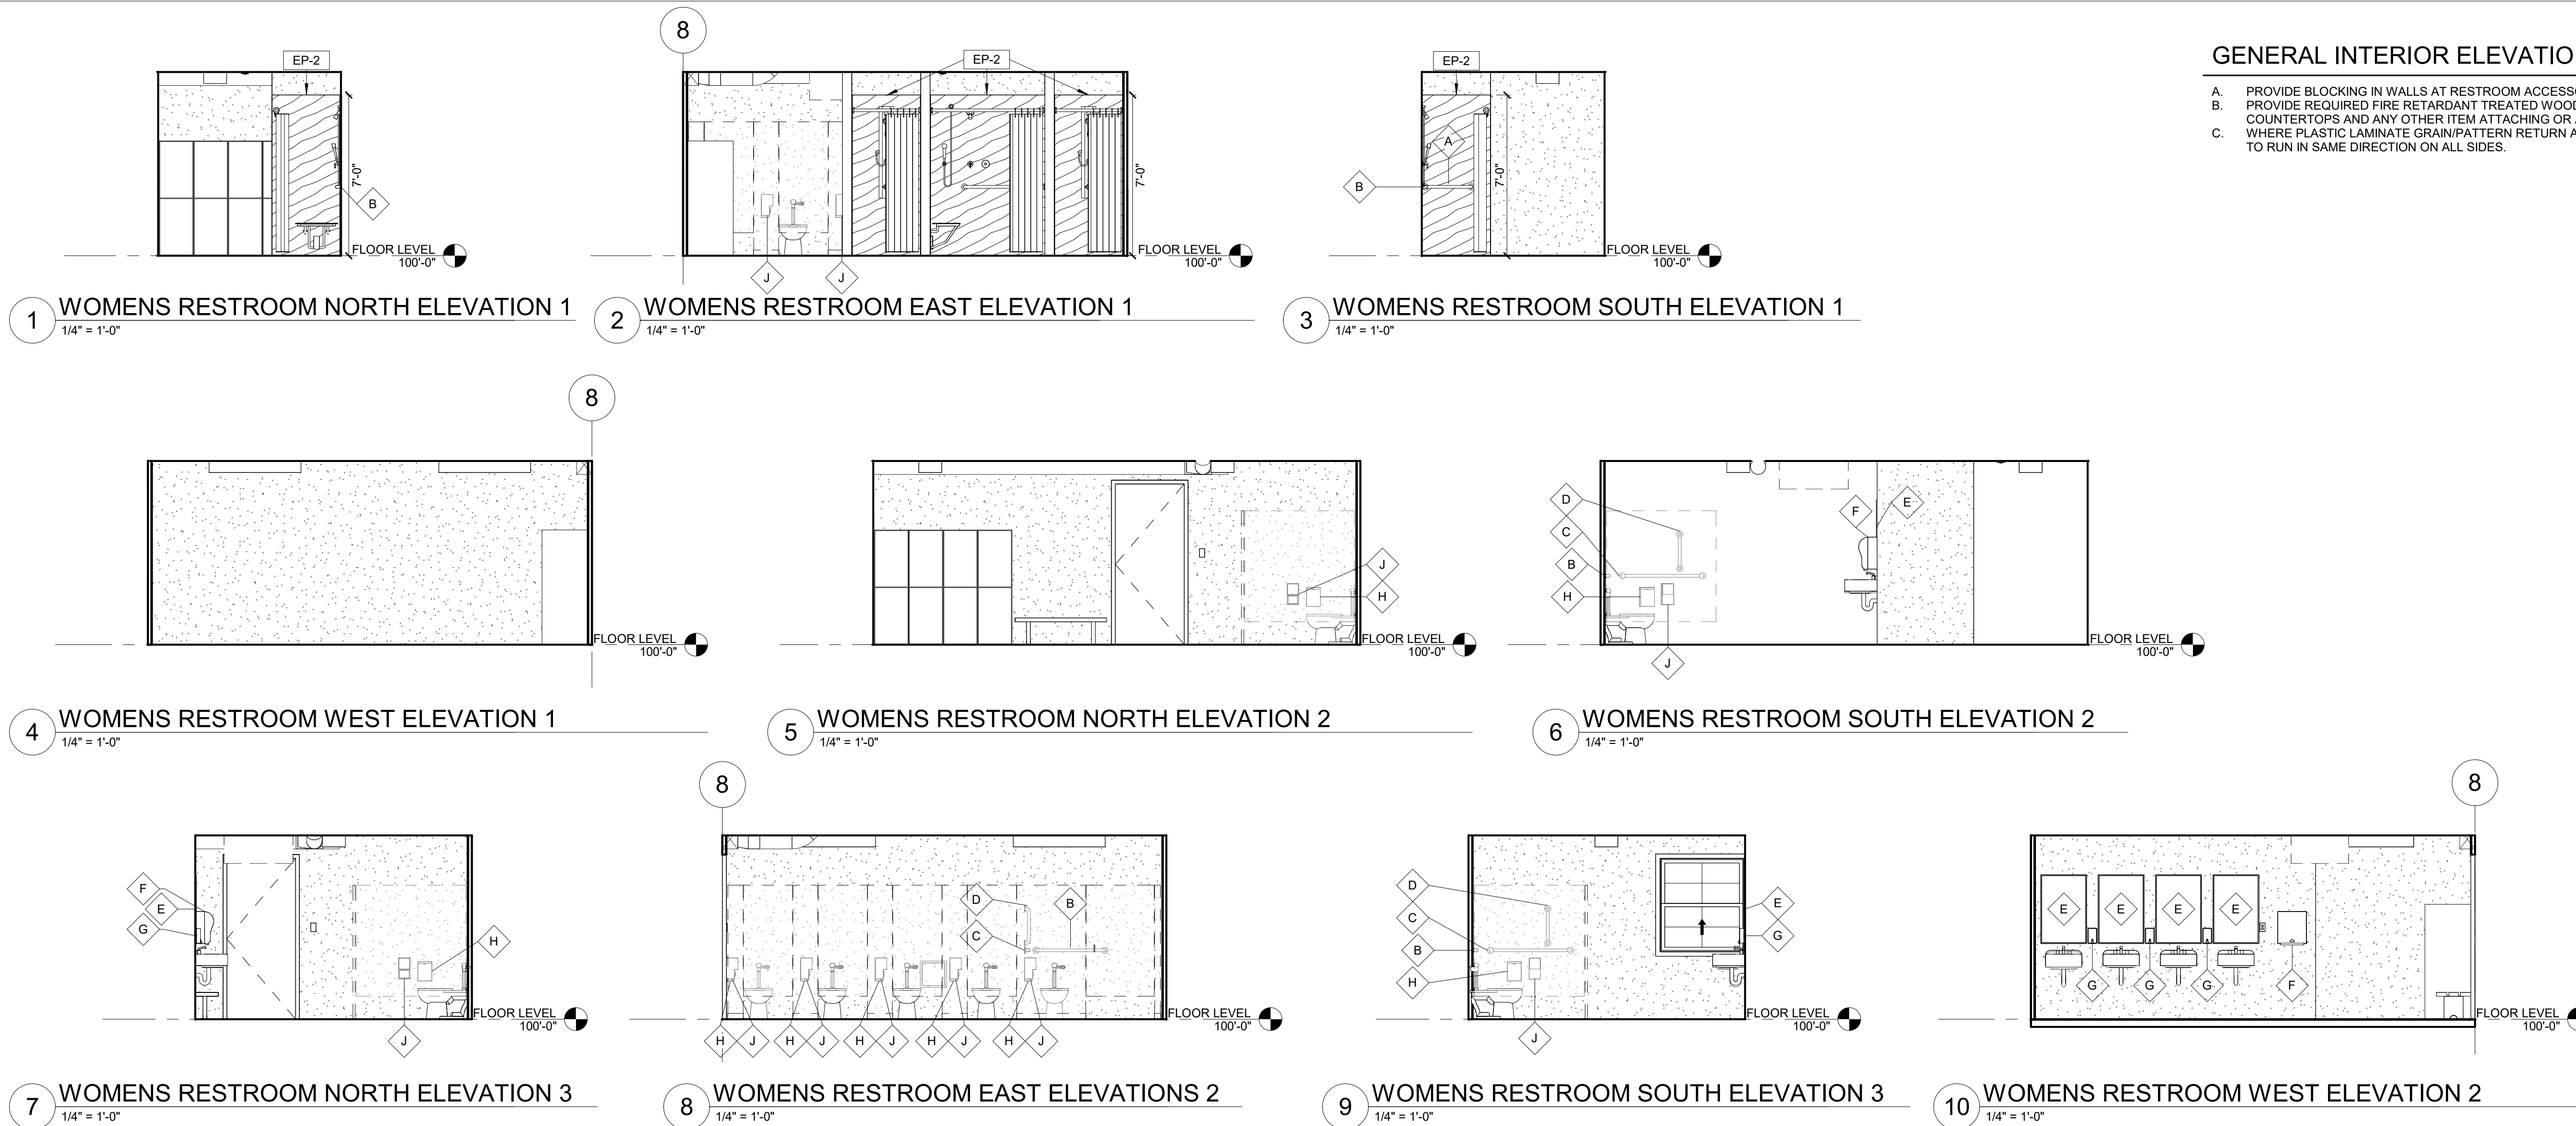 8
EP-2
EP-2
EP-2
GENERAL INTERIOR ELEVATIO
A. PROVIDE BLOCKING IN WALLS AT RESTROOM ACCESS
B. PROVIDE REQUIRED FIRE RETARDANT TREATED WOOD
COUNTERTOPS AND ANY OTHER ITEM ATTACHING OR
C. WHERE PLASTIC LAMINATE GRAIN/PATTERN RETURN A
TO RUN IN SAME DIRECTION ON ALL SIDES.
7'-0"
B
FLOOR LEVEL
100'-0"
7'-0"
J
J
FLOOR LEVEL
100'-0"
A
B
7'-0"
FLOOR LEVEL
100'-0"
1 WOMENS RESTROOM NORTH ELEVATION 1
1/4" = 1'-0"
2 WOMENS RESTROOM EAST ELEVATION 1
1/4" = 1'-0"
3 WOMENS RESTROOM SOUTH ELEVATION 1
1/4" = 1'-0"
8
FLOOR LEVEL
100'-0"
J
H
FLOOR LEVEL
100'-0"
D
C
B
H
J
F
E
FLOOR LEVEL
100'-0"
4 WOMENS RESTROOM WEST ELEVATION 1
1/4" = 1'-0"
5 WOMENS RESTROOM NORTH ELEVATION 2
1/4" = 1'-0"
6 WOMENS RESTROOM SOUTH ELEVATION 2
1/4" = 1'-0"
8
8
F
E
G
H
J
FLOOR LEVEL
100'-0"
D
C
B
H J H J H J H J H J
FLOOR LEVEL
100'-0"
D
C
B
H
E
G
J
FLOOR LEVEL
100'-0"
E E E E
G G G F
FLOOR LEVEL
100'-0"
7 WOMENS RESTROOM NORTH ELEVATION 3
1/4" = 1'-0"
8 WOMENS RESTROOM EAST ELEVATIONS 2
1/4" = 1'-0"
9 WOMENS RESTROOM SOUTH ELEVATION 3
1/4" = 1'-0"
10 WOMENS RESTROOM WEST ELEVATION 2
1/4" = 1'-0"